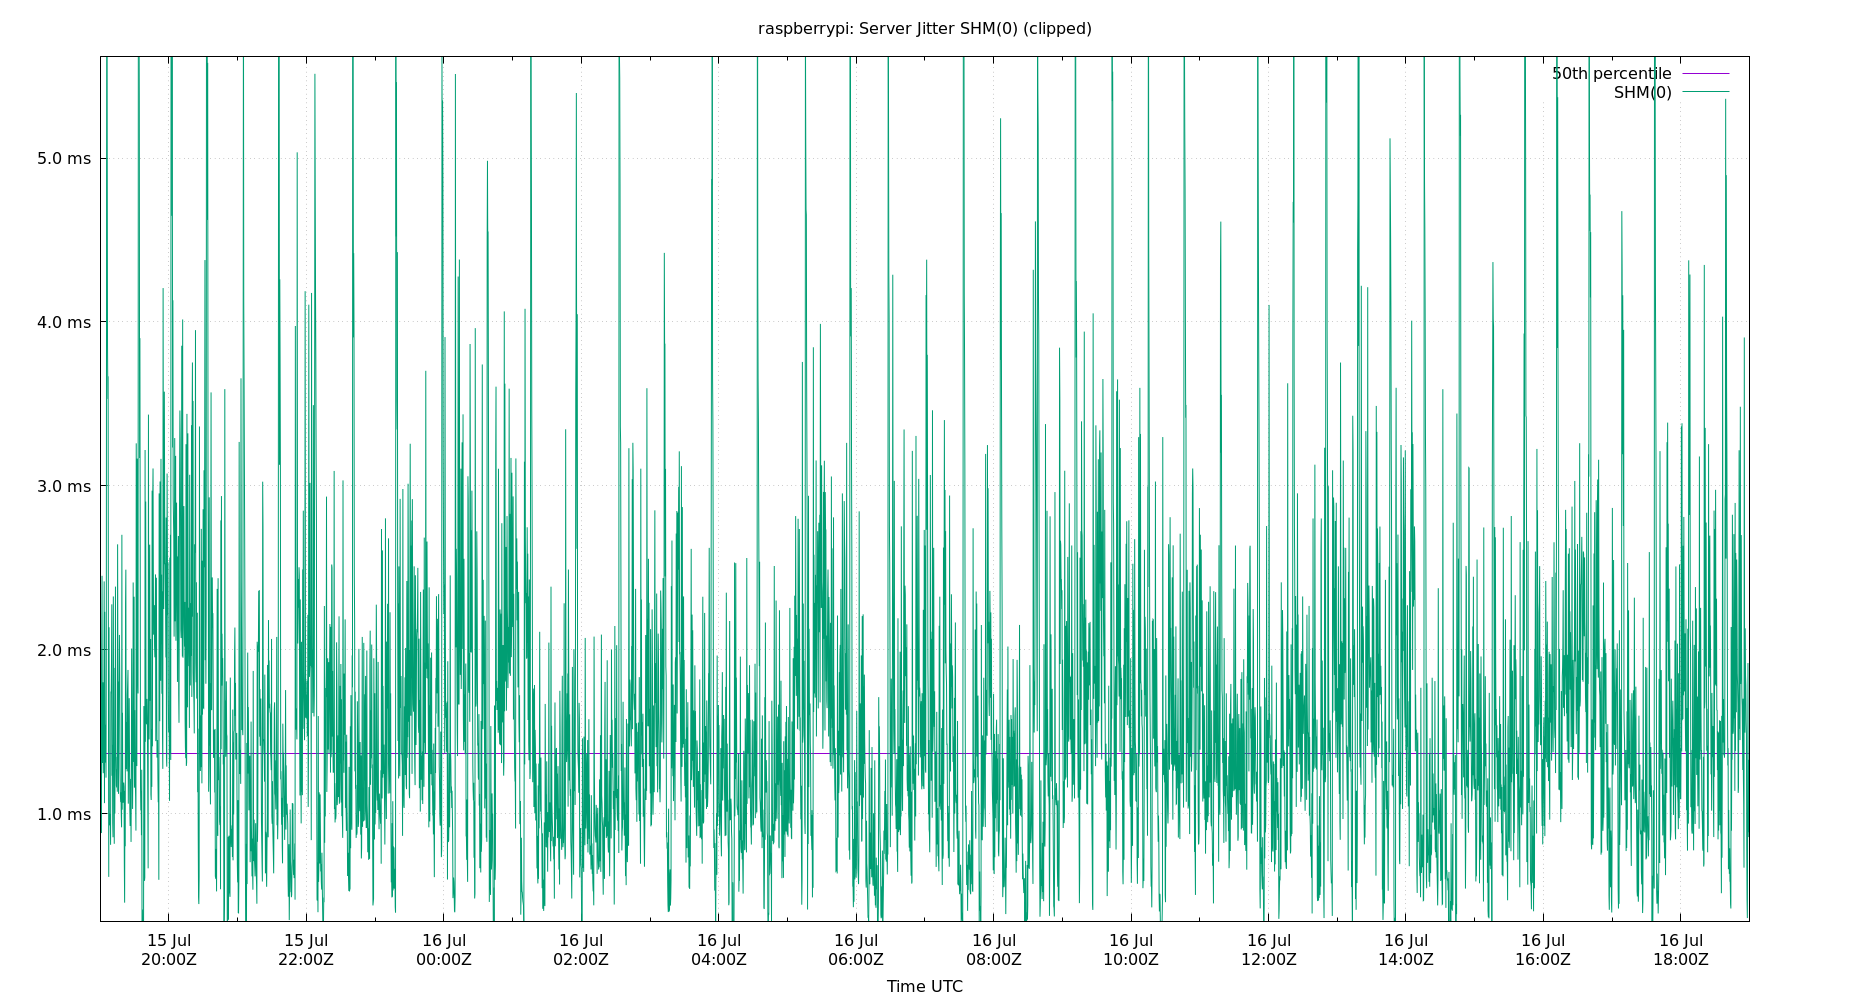 raspberrypi: Server Jitter SHM(0) (clipped)
50th percentile
SHM(0)
5.0 ms
4.0 ms
3.0 ms
2.0 ms
1.0 ms
15 Jul 15 Jul 16 Jul 16 Jul 16 Jul 16 Jul 16 Jul 16 Jul 16 Jul 16 Jul 16 Jul 16 Jul
20:00Z 22:00Z 00:00Z 02:00Z 04:00Z 06:00Z 08:00Z 10:00Z 12:00Z 14:00Z 16:00Z 18:00Z
Time UTC